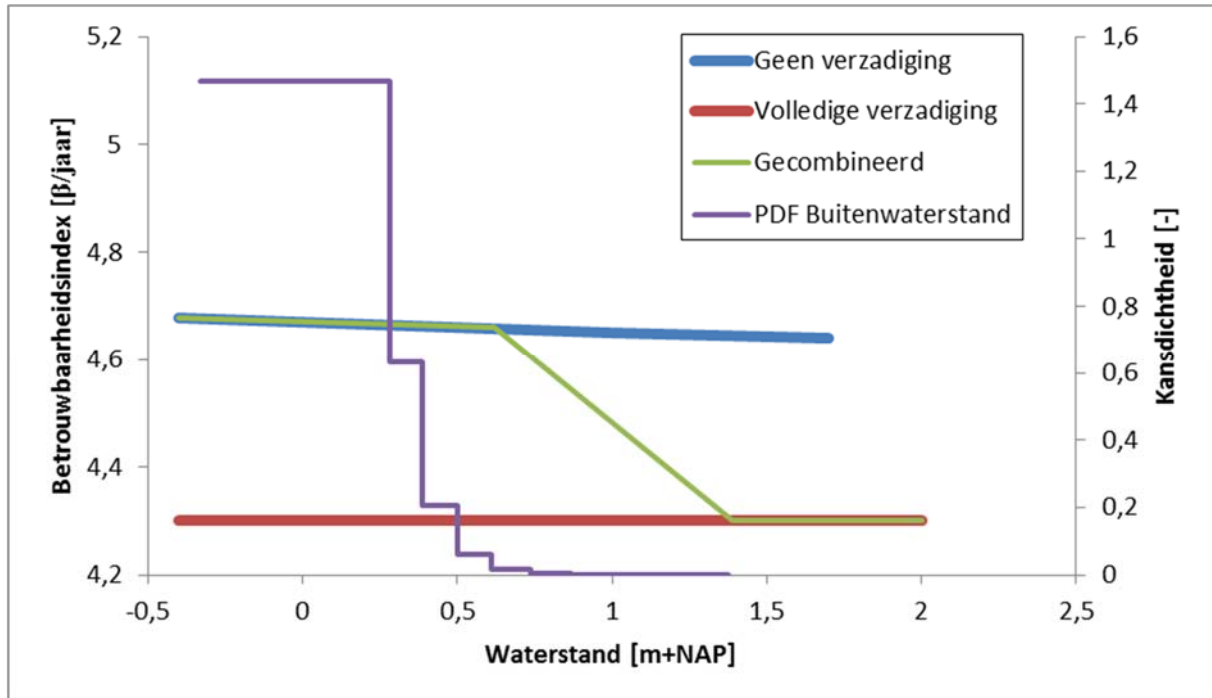 5,2
5
4,8
4,6
4,4
4,2
Betrouwbaarheidsindex [β/jaar]
Geen verzadiging
Volledige verzadiging
Gecombineerd
PDF Buitenwaterstand
1,6
1,4
1,2
1
0,8
0,6
0,4
0,2
0
Kansdichtheid [-]
-0,5 0 0,5 1 1,5 2 2,5
Waterstand [m+NAP]